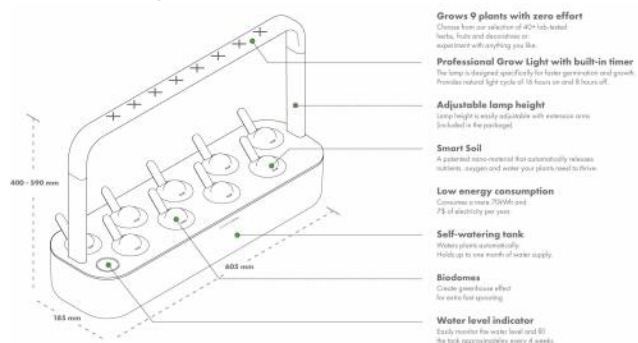 Grows 9 plants with zero effort
Choose from our selection of 40+ lab-tested
herbs, fruits and decoratives or
experiment with anything you like.
Professional Grow Light with built-in timer
The lamp is designed specifically for faster germination and growth.
Provides natural light cycle of 16 hours on and 8 hours off.
Adjustable lamp height
Lamp height is easily adjustable with extension arms
(included in the package)
Smart Soil
A patented nano-material that automatically releases
nutrients, oxygen and water your plants need to thrive.
400 - 590 mm
Low energy consumption
Consumes a mere 70kWh and
7$ of electricity per year.
Self-watering tank
Waters plants automatically.
Holds up to one month of water supply.
605 mm
Biodomes
Create greenhouse effect
for extra fast sprouting
185 mm
Water level indicator
Easily monitor the water level and fill
the tank approximately every 4 weeks.